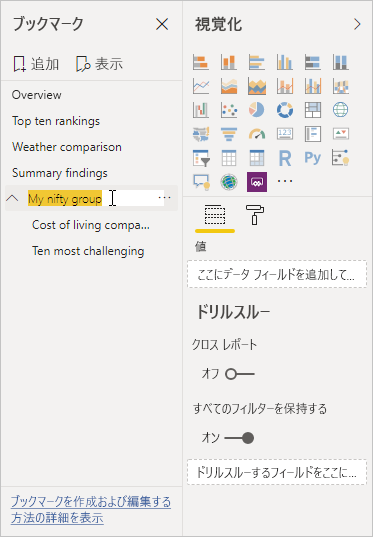 ブックマーク
追加 表示
Overview
Top ten rankings
Weather comparison
Summary findings
My nifty group ...
Cost of living compa...
Ten most challenging
ブックマークを作成および編集する
方法の詳細を表示
視覚化
123
R Py
...
値
ここにデータ フィールドを追加して...
ドリルスルー
クロス レポート
オフ
すべてのフィルターを保持する
オン
ドリルスルーするフィールドをここに...